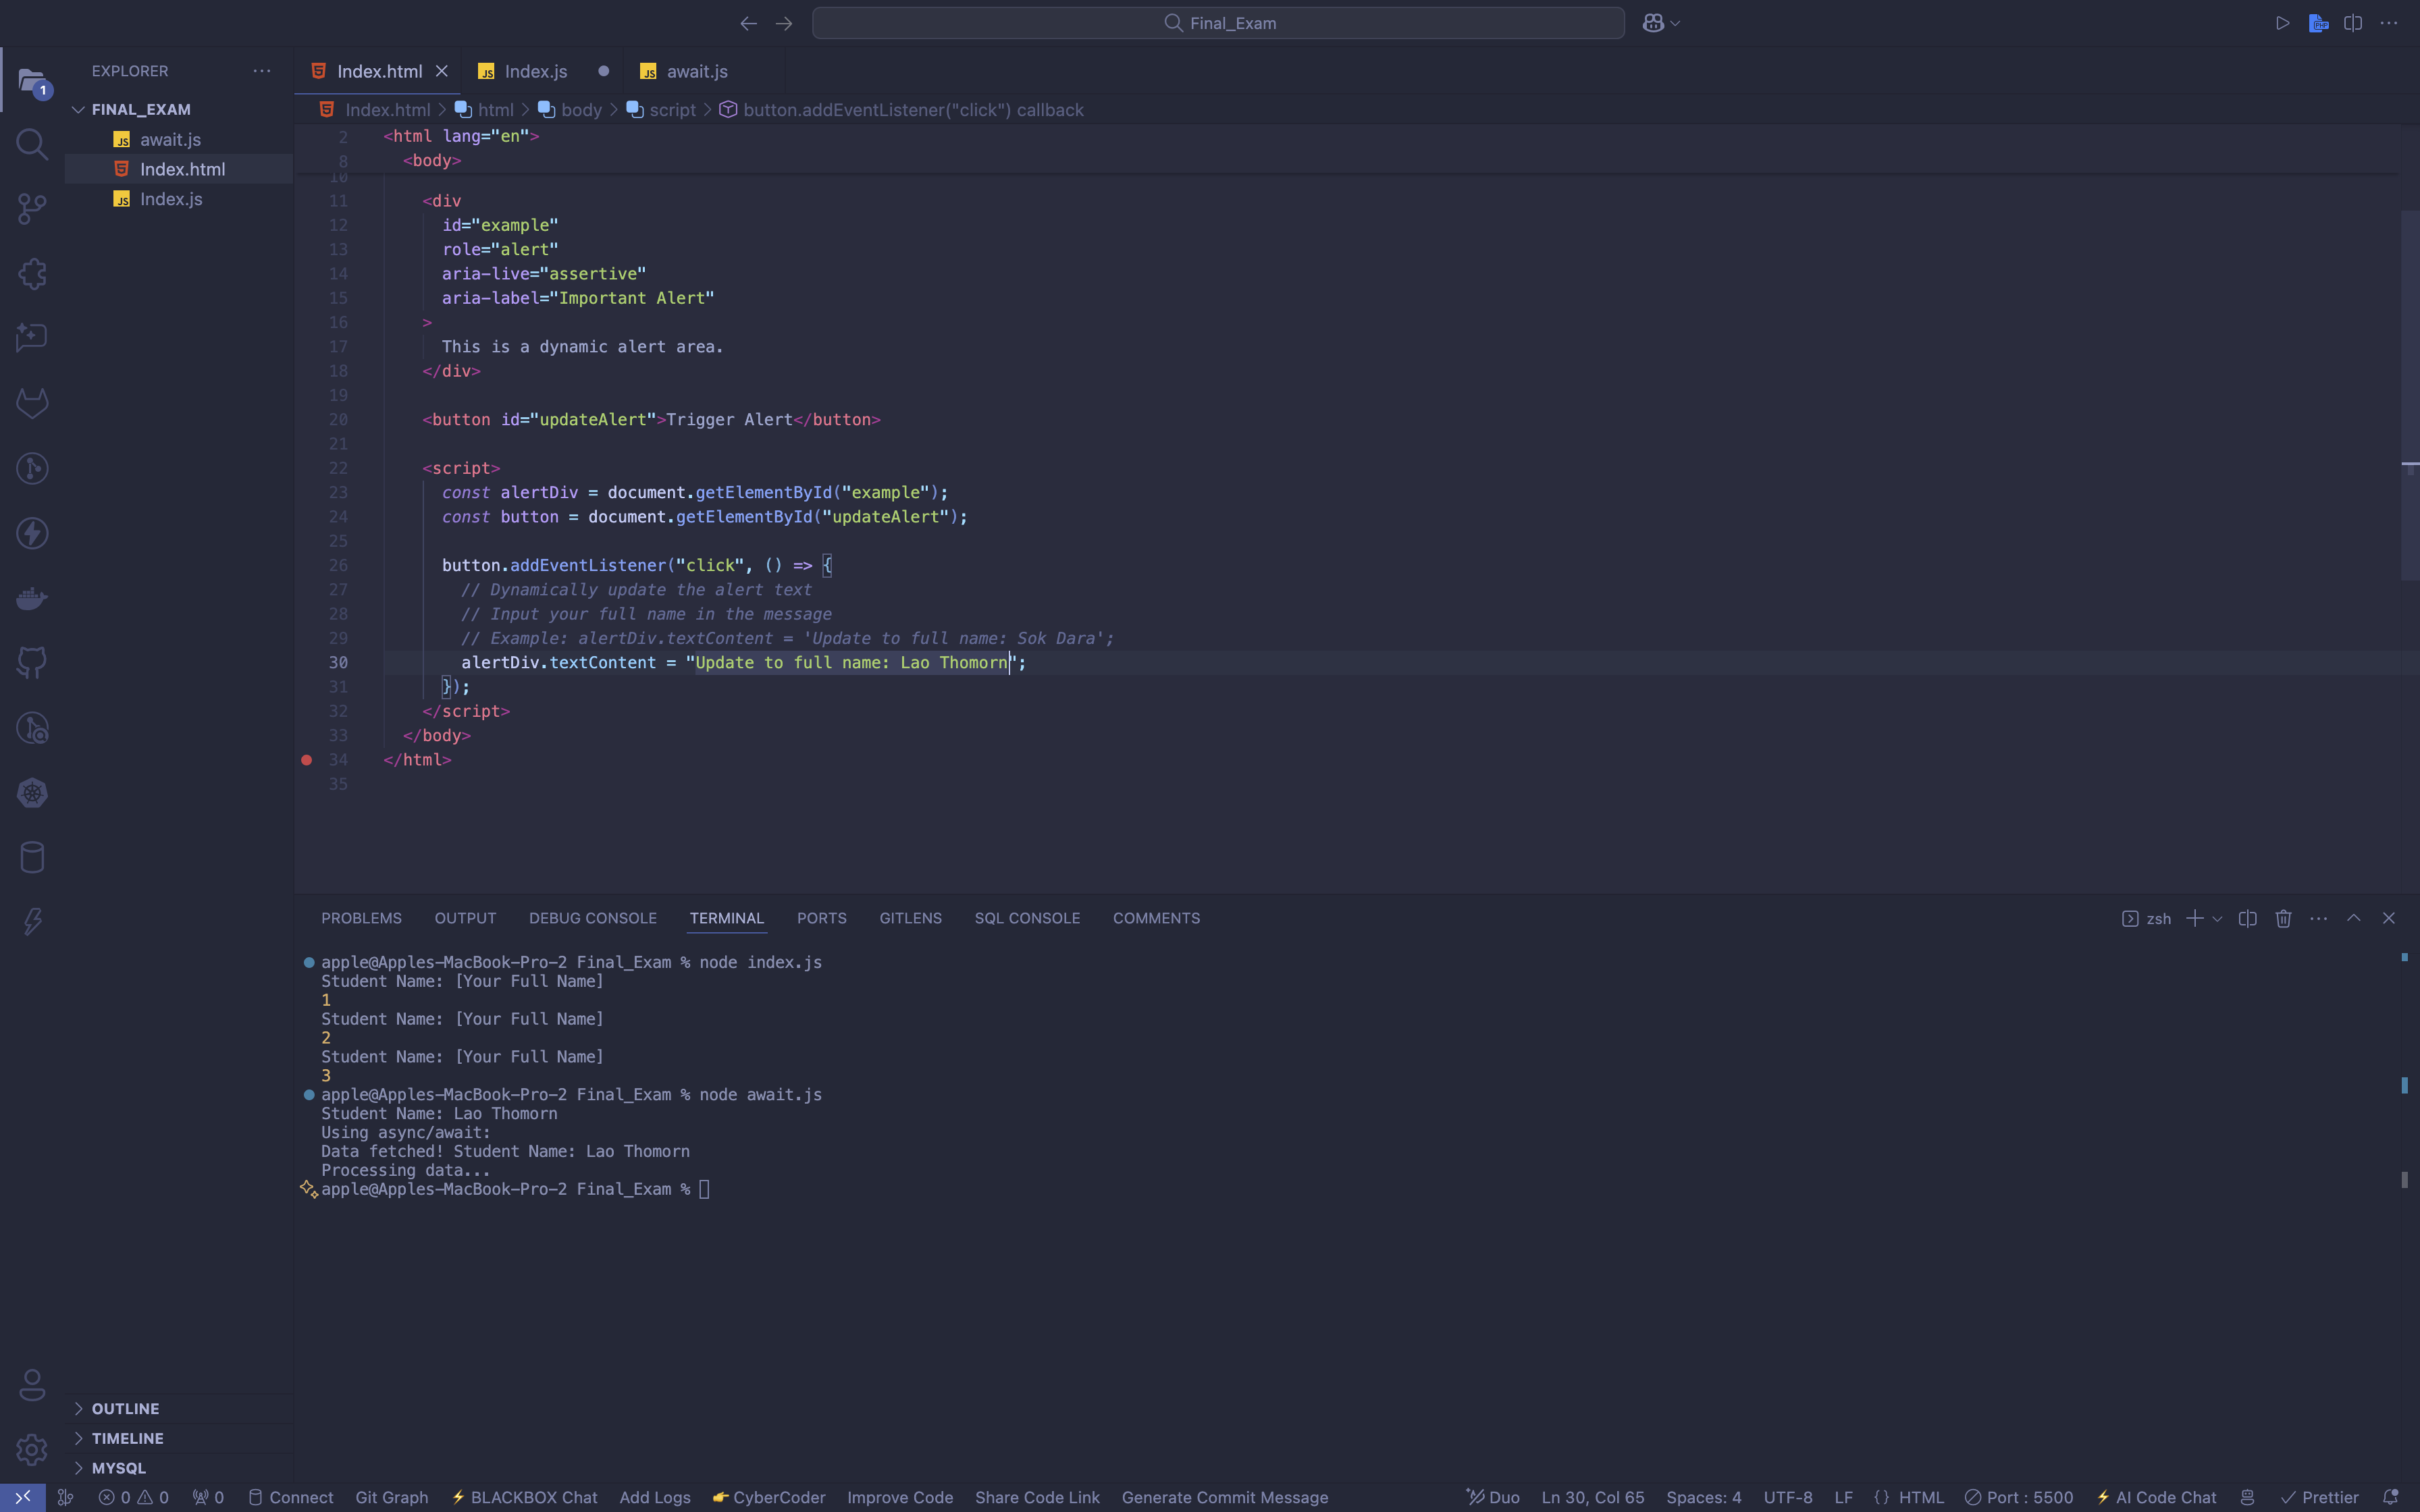 Final_Exam
EXPLORER
Index.html
Index.js
await.js
1
FINAL_EXAM
Index.html
html
body
script
button.addEventListener("click") callback
await.js
Index.html
Index.js
2 <html lang="en">
8 <body>
10
11 <div
12 id="example"
13 role="alert"
14 aria-live="assertive"
15 aria-label="Important Alert"
16 >
17 This is a dynamic alert area.
18 </div>
19
20 <button id="updateAlert">Trigger Alert</button>
21
22 <script>
23 const alertDiv = document.getElementById("example");
24 const button = document.getElementById("updateAlert");
25
26 button.addEventListener("click", () => {
27 // Dynamically update the alert text
28 // Input your full name in the message
29 // Example: alertDiv.textContent = 'Update to full name: Sok Dara';
30 alertDiv.textContent = "Update to full name: Lao Thomorn";
31 });
32 </script>
33 </body>
34 </html>
35
PROBLEMS OUTPUT DEBUG CONSOLE TERMINAL PORTS GITLENS SQL CONSOLE COMMENTS
zsh
apple@Apples-MacBook-Pro-2 Final_Exam % node index.js
Student Name: [Your Full Name]
1
Student Name: [Your Full Name]
2
Student Name: [Your Full Name]
3
apple@Apples-MacBook-Pro-2 Final_Exam % node await.js
Student Name: Lao Thomorn
Using async/await:
Data fetched! Student Name: Lao Thomorn
Processing data...
apple@Apples-MacBook-Pro-2 Final_Exam %
OUTLINE
TIMELINE
MYSQL
0 0 0 Connect Git Graph BLACKBOX Chat Add Logs CyberCoder Improve Code Share Code Link Generate Commit Message Duo Ln 30, Col 65 Spaces: 4 UTF-8 LF {} HTML Port : 5500 AI Code Chat Prettier